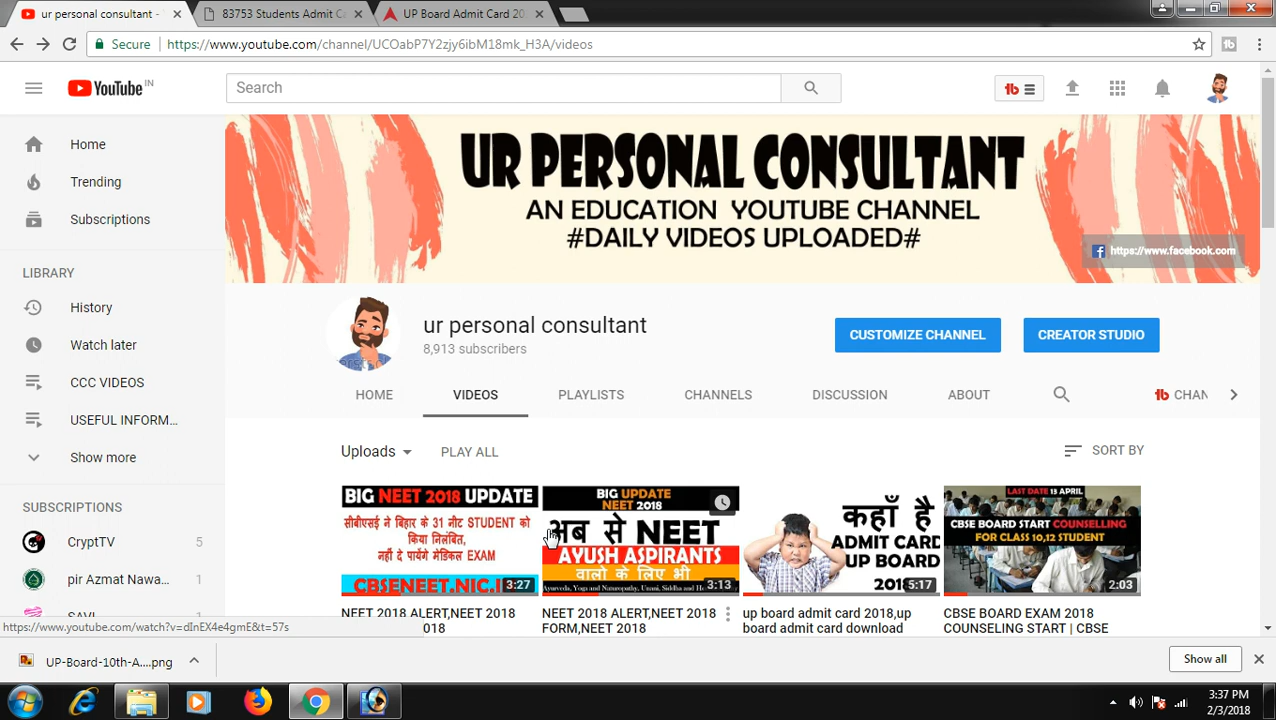 ur personal consultant -
83753 Students Admit Ca
UP Board Admit Card 20
Secure
https://www.youtube.com/channel/UCOabP7Y2zjy6ibM18mk_H3A/videos
YouTube IN
Search
Home
Trending
Subscriptions
LIBRARY
History
Watch later
CCC VIDEOS
USEFUL INFORM...
Show more
SUBSCRIPTIONS
CryptTV 5
pir Azmat Nawa... 1
UR PERSONAL CONSULTANT
AN EDUCATION YOUTUBE CHANNEL
#DAILY VIDEOS UPLOADED#
https://www.facebook.com
ur personal consultant
8,913 subscribers
CUSTOMIZE CHANNEL
CREATOR STUDIO
HOME VIDEOS PLAYLISTS CHANNELS DISCUSSION ABOUT CHAN
Uploads PLAY ALL SORT BY
BIG NEET 2018 UPDATE
सीबीएसई ने बिहार के 31 नीट STUDENT को
किया निलंबित,
नहीं दे पायेंगे मेडिकल EXAM
CBSENEET.NIC.I
3:27
NEET 2018 ALERT,NEET 2018
018
BIG UPDATE
NEET 2018
अब से NEET
AYUSH ASPIRANTS
वालो के लिए भी
3:13
NEET 2018 ALERT,NEET 2018
FORM,NEET 2018
कहाँ है
ADMIT CARD
UP BOARD
2018
5:17
up board admit card 2018,up
board admit card download
LAST DATE 13 APRIL
CBSE BOARD START COUNSELLING
FOR CLASS 10,12 STUDENT
2:03
CBSE BOARD EXAM 2018
COUNSELING START | CBSE
https://www.youtube.com/watch?v=dInEX4e4gmE&t=57s
UP-Board-10th-A....png
Show all
3:37 PM
2/3/2018